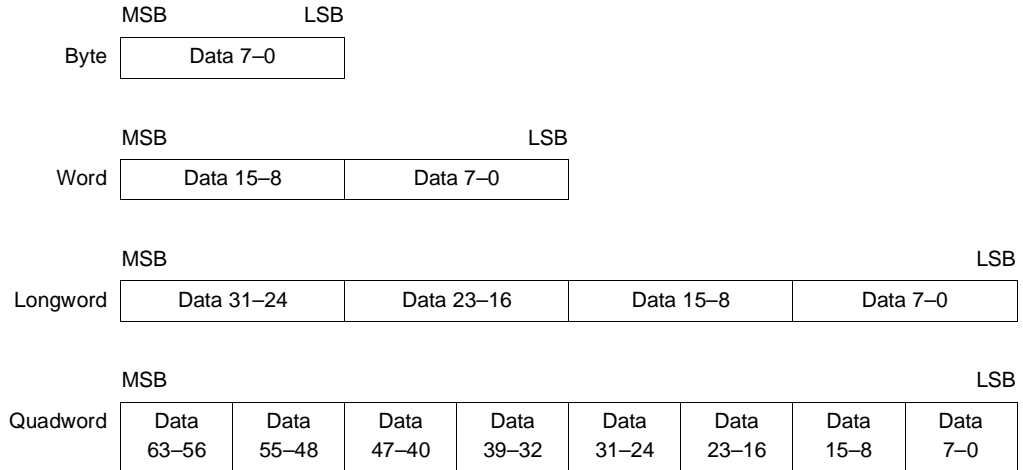 MSB LSB
Byte Data 7–0
MSB LSB
Word Data 15–8 Data 7–0
MSB LSB
Longword Data 31–24 Data 23–16 Data 15–8 Data 7–0
MSB LSB
Quadword Data Data Data Data Data Data Data Data
63–56 55–48 47–40 39–32 31–24 23–16 15–8 7–0